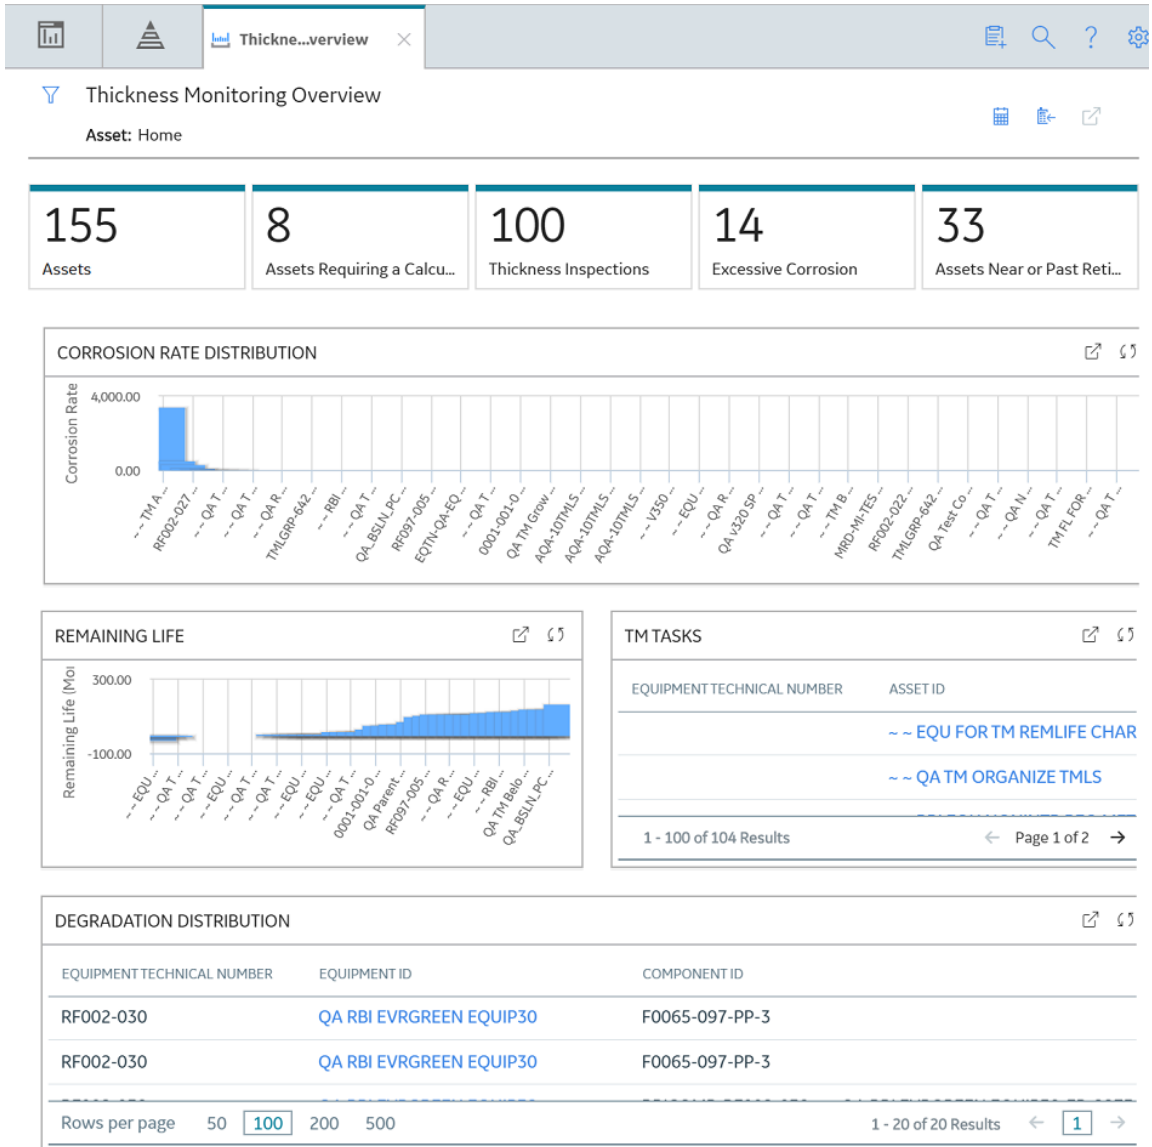 Thickne...verview
Thickness Monitoring Overview
Asset: Home
155
Assets
8
Assets Requiring a Calcu...
100
Thickness Inspections
14
Excessive Corrosion
33
Assets Near or Past Reti...
CORROSION RATE DISTRIBUTION
Corrosion Rate
4,000.00
0.00
~ ~ TM A ...
RF002-027 ...
~ ~ QA T ...
~ ~ QA T ...
~ ~ QA R ...
TMLGRP-642 ...
~ ~ RBI ...
~ ~ QA T ...
QA_BSLN_PC ...
RF097-005 ...
EQTN-QA-EQ ...
~ ~ QA T ...
0001-001-0 ...
QA TM Grow ...
AQA-10TMLS ...
AQA-10TMLS ...
AQA-10TMLS ...
~ ~ V350 ...
~ ~ EQU ...
~ ~ QA R ...
QA v320 SP ...
~ ~ QA T ...
~ ~ QA T ...
~ ~ TM B ...
MRD-MI-TES ...
RF002-022 ...
TMLGRP-642 ...
QA Test Co ...
~ ~ QA T ...
~ ~ QA N ...
~ ~ QA T ...
TM FL FOR ...
~ ~ QA T ...
REMAINING LIFE
Remaining Life (Moi
300.00
-100.00
~ ~ EQU ...
~ ~ QA T ...
~ ~ QA T ...
~ ~ EQU ...
~ ~ QA T ...
~ ~ EQU ...
~ ~ EQU ...
~ ~ QA T ...
0001-001-0 ...
QA Parent ...
RF097-005 ...
~ ~ QA R ...
~ ~ EQU ...
~ ~ RBI ...
QA TM Belo ...
QA_BSLN_PC ...
TM TASKS
EQUIPMENT TECHNICAL NUMBER ASSET ID
~ ~ EQU FOR TM REMLIFE CHAR
~ ~ QA TM ORGANIZE TMLS
1 - 100 of 104 Results Page 1 of 2
DEGRADATION DISTRIBUTION
EQUIPMENT TECHNICAL NUMBER EQUIPMENT ID COMPONENT ID
RF002-030 QA RBI EVRGREEN EQUIP30 F0065-097-PP-3
RF002-030 QA RBI EVRGREEN EQUIP30 F0065-097-PP-3
Rows per page 50 100 200 500 1 - 20 of 20 Results 1